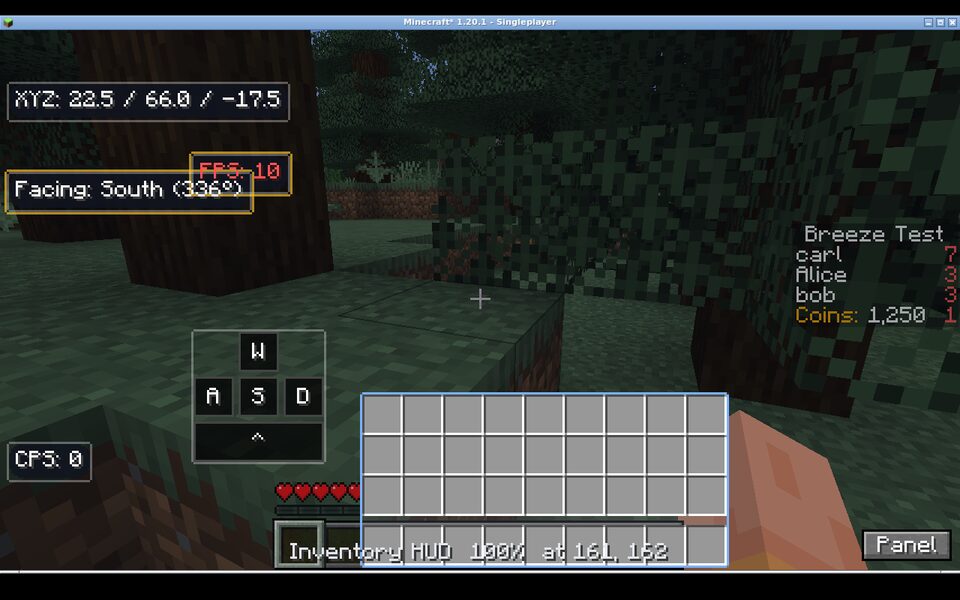 Minecraft* 1.20.1 - Singleplayer
XYZ: 22.5 / 66.0 / -17.5
FPS: 10
Facing: South (336°)
Breeze Test
carl 7
Alice 3
bob 3
Coins: 1,250 1
W
A S D
^
CPS: 0
Inventory HUD 100% at 161, 162
Panel